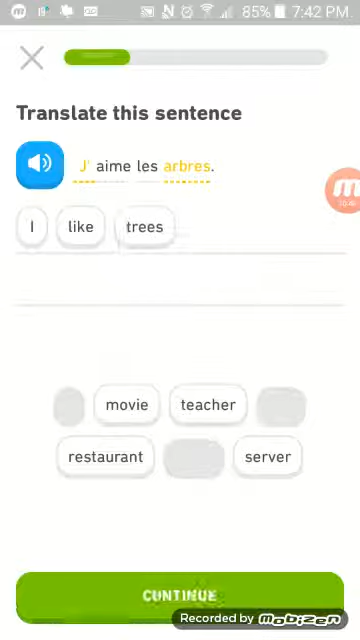 85% 7:42 PM
Translate this sentence
J' aime les arbres.
I like trees
movie teacher
restaurant server
CONTINUE
Recorded by MOBIZEN